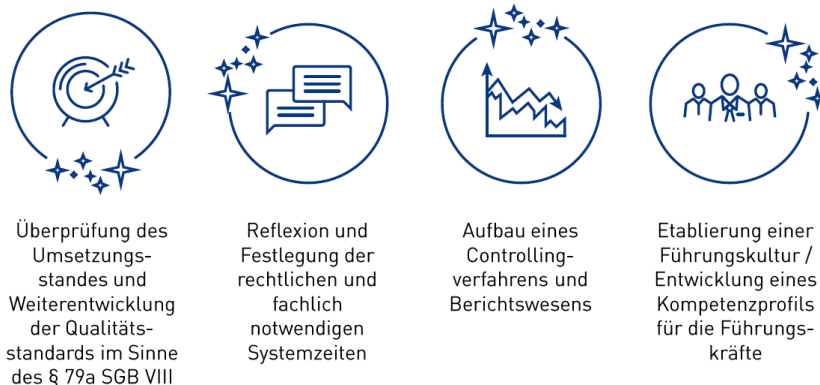 Überprüfung des
Umsetzungs-
standes und
Weiterentwicklung
der Qualitäts-
standards im Sinne
des § 79a SGB VIII
Reflexion und
Festlegung der
rechtlichen und
fachlich
notwendigen
Systemzeiten
Aufbau eines
Controlling-
verfahrens und
Berichtswesens
Etablierung einer
Führungskultur /
Entwicklung eines
Kompetenzprofils
für die Führungs-
kräfte